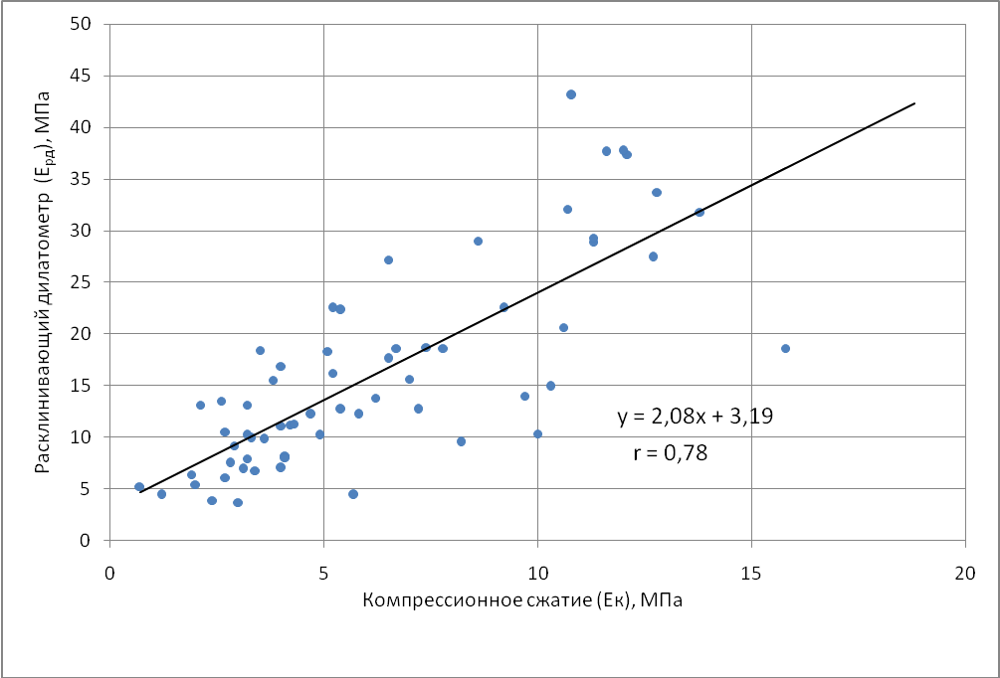 50
45
40
35
30
25
20
15
10
5
0
Расклинивающий дилатометр (Eрд), МПа
y = 2,08x + 3,19
r = 0,78
0 5 10 15 20
Компрессионное сжатие (Ек), МПа